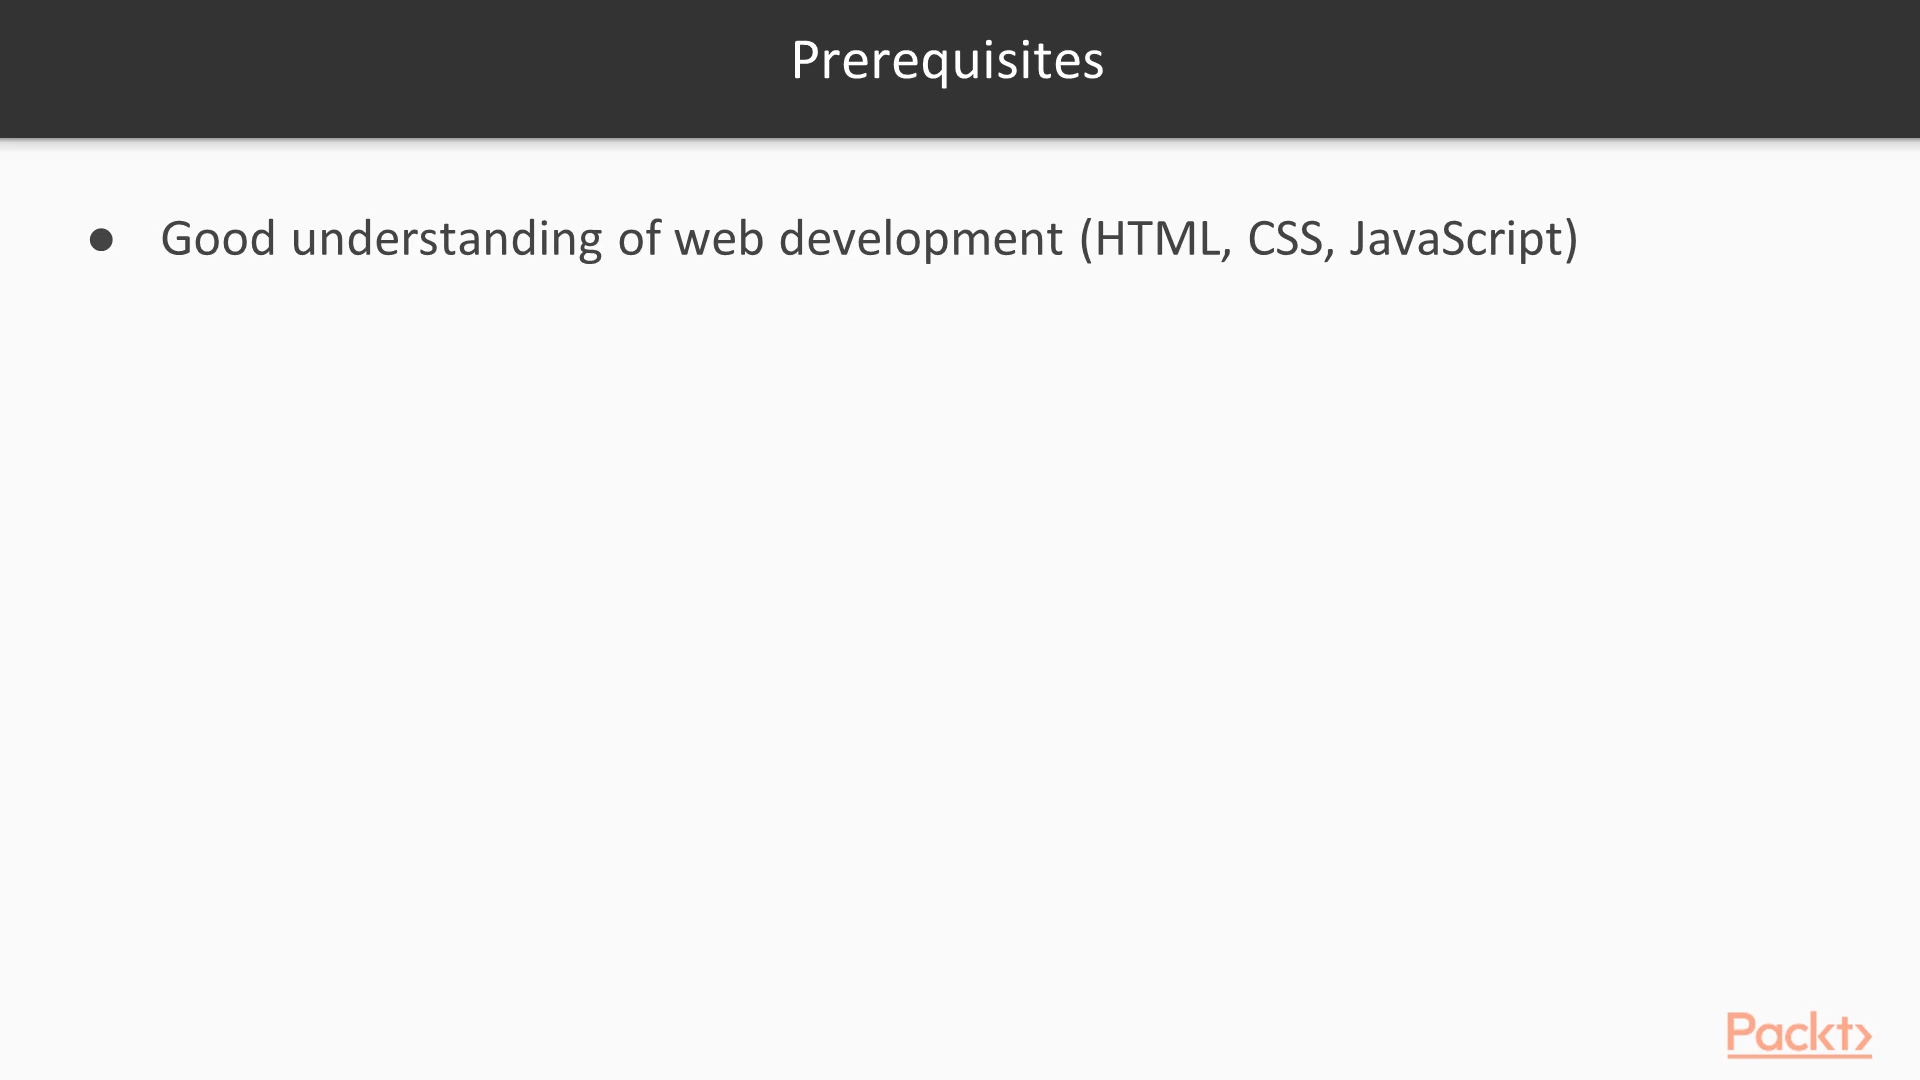 Prerequisites
● Good understanding of web development (HTML, CSS, JavaScript)
Packt>